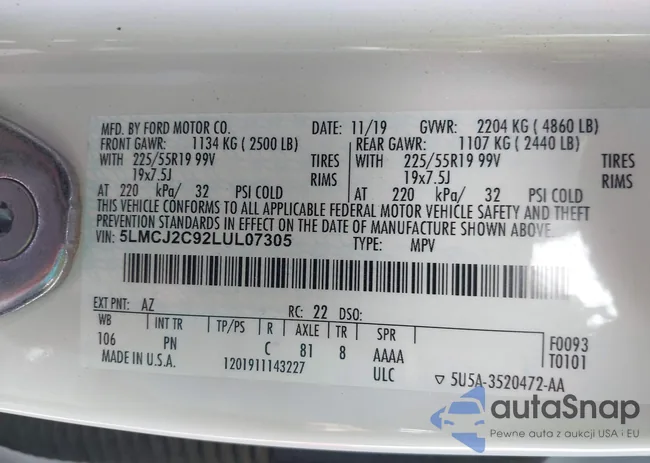 MFD. BY FORD MOTOR CO. DATE: 11/19 GVWR: 2204 KG ( 4860 LB)
FRONT GAWR: 1134 KG ( 2500 LB) REAR GAWR: 1107 KG ( 2440 LB)
WITH 225/55R19 99V TIRES WITH 225/55R19 99V TIRES
19x7.5J RIMS 19x7.5J RIMS
AT 220 kPa/ 32 PSI COLD AT 220 kPa/ 32 PSI COLD
THIS VEHICLE CONFORMS TO ALL APPLICABLE FEDERAL MOTOR VEHICLE SAFETY AND THEFT
PREVENTION STANDARDS IN EFFECT ON THE DATE OF MANUFACTURE SHOWN ABOVE.
VIN: 5LMCJ2C92LUL07305 TYPE: MPV
EXT PNT: AZ RC: 22 DSO:
WB INT TR TP/PS R AXLE TR SPR F0093
106 PN C 81 8 AAAA T0101
MADE IN U.S.A. 1201911143227 ULC ▽ 5U5A-3520472-AA
autaSnap
Pewne auta z aukcji USA i EU